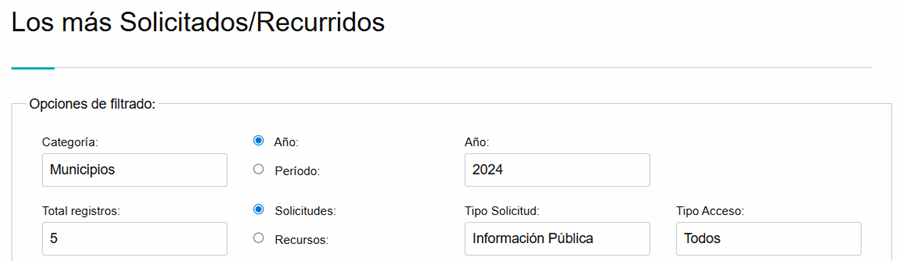 Los más Solicitados/Recurridos
Opciones de filtrado:
Categoría:
Año:
Año:
Municipios
Período:
2024
Total registros:
Solicitudes:
Tipo Solicitud:
Tipo Acceso:
5
Recursos:
Información Pública
Todos